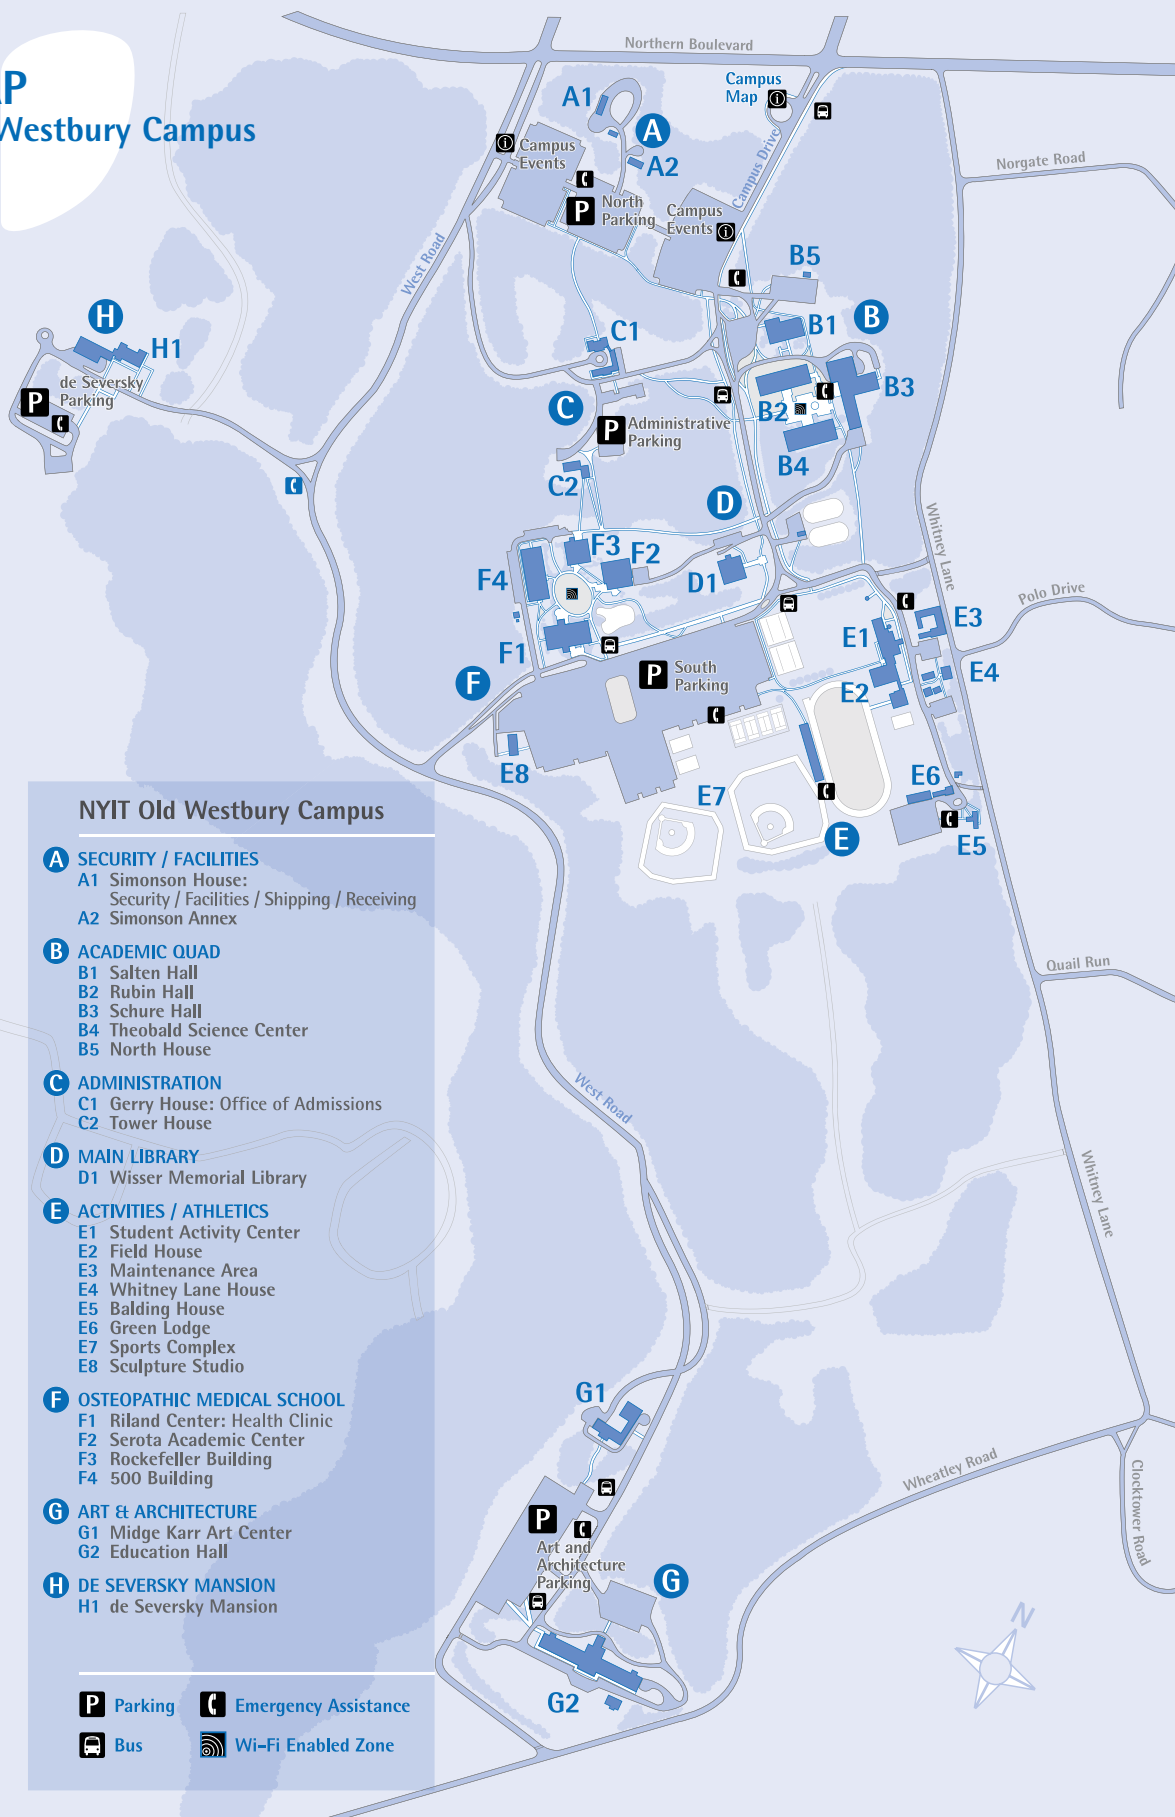 AP
Westbury Campus
Northern Boulevard
Campus
Map
Campus Drive
A1
A
A2
Campus
Events
P
North
Parking
Campus
Events
Norgate Road
West Road
B5
B1
B
B2
B3
B4
H
H1
de Seversky
Parking
P
C1
C
P
Administrative
Parking
C2
D
D1
Whitney Lane
Polo Drive
F3
F2
F4
F1
F
P
South
Parking
E1
E3
E4
E2
E8
E7
E6
E
E5
Quail Run
West Road
Whitney Lane
G1
P
Art and
Architecture
Parking
G
G2
Wheatley Road
Clocktower Road
N
NYIT Old Westbury Campus
A SECURITY / FACILITIES
A1 Simonson House:
Security / Facilities / Shipping / Receiving
A2 Simonson Annex
B ACADEMIC QUAD
B1 Salten Hall
B2 Rubin Hall
B3 Schure Hall
B4 Theobald Science Center
B5 North House
C ADMINISTRATION
C1 Gerry House: Office of Admissions
C2 Tower House
D MAIN LIBRARY
D1 Wisser Memorial Library
E ACTIVITIES / ATHLETICS
E1 Student Activity Center
E2 Field House
E3 Maintenance Area
E4 Whitney Lane House
E5 Balding House
E6 Green Lodge
E7 Sports Complex
E8 Sculpture Studio
F OSTEOPATHIC MEDICAL SCHOOL
F1 Riland Center: Health Clinic
F2 Serota Academic Center
F3 Rockefeller Building
F4 500 Building
G ART & ARCHITECTURE
G1 Midge Karr Art Center
G2 Education Hall
H DE SEVERSKY MANSION
H1 de Seversky Mansion
P Parking
Emergency Assistance
Bus
Wi-Fi Enabled Zone